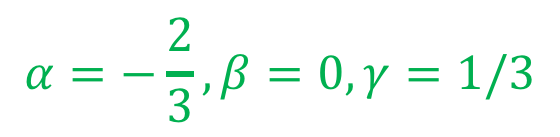 α = −2/3, β = 0, γ = 1/3